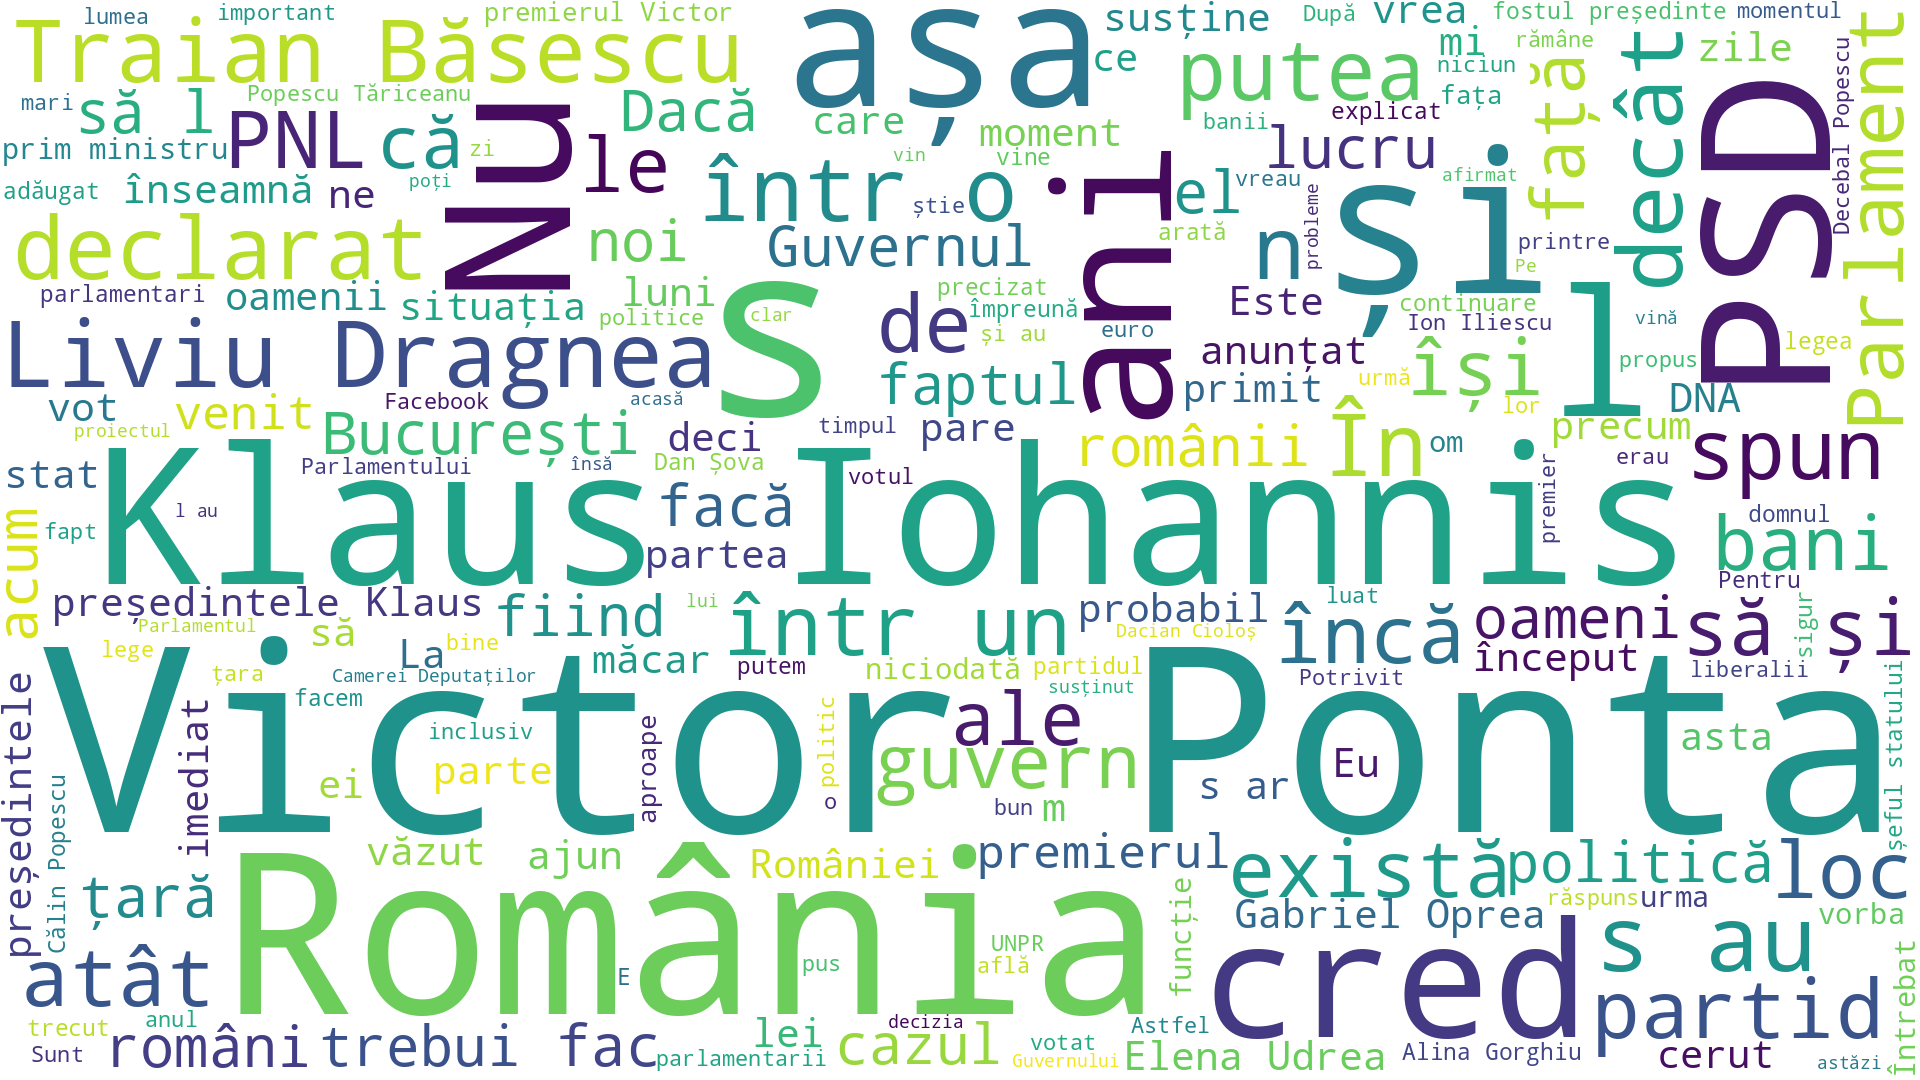 lumea
important
premierul Victor
așa
susține
După
vrea
fostul președinte
momentul
Traian Băsescu
ce
putea
mi
rămâne
zile
Parlament
niciun
mari
să l
Popescu Tăriceanu
Nu
Dacă
care
moment
banii
explicat
fața
față
decât
PSD
Decebal Popescu
prim ministru
PNL
că
zi
le
vin
vine
lucru
afirmat
adăugat
înseamnă
ne
poți
într o
știe
ani
el
vreau
probleme
și
declarat
noi
Guvernul
arată
n
printre
Pe
parlamentari
oamenii
situația
luni
politice
s
clar
precizat
de
împreună
și au
euro
Este
continuare
l
Ion Iliescu
vină
legea
Liviu Dragnea
faptul
anunțat
primit
urmă
își
propus
DNA
vot
venit
Facebook
acasă
lor
precum
proiectul
București
deci
timpul
pare
românii
În
om
spun
stat
Parlamentului
însă
Dan Șova
votul
erau
Klaus Iohannis
premier
l au
fapt
acum
facă
partea
domnul
bani
Pentru
președintele Klaus
fiind
lui
într un
probabil
luat
încă
oameni
să și
sigur
Parlamentul
să
Dacian Cioloș
lege
La
bine
măcar
putem
niciodată
partidul
început
liberalii
țara
Camerei Deputaților
susținut
Potrivit
președintele
imediat
facem
Victor Ponta
inclusiv
aproape
politic
ale
asta
șeful statului
Călin Popescu
ei
parte
o
guvern
bun
m
s ar
Eu
văzut
ajun
României
premierul
există
politică
loc
țară
România
funcție
răspuns
urma
Gabriel Oprea
vorba
UNPR
atât
E
pus
află
cred
s au
Întrebat
partid
trecut
anul
lei
decizia
votat
Astfel
Sunt
români
trebui
fac
parlamentarii
cazul
Guvernului
Elena Udrea
Alina Gorghiu
cerut
astăzi